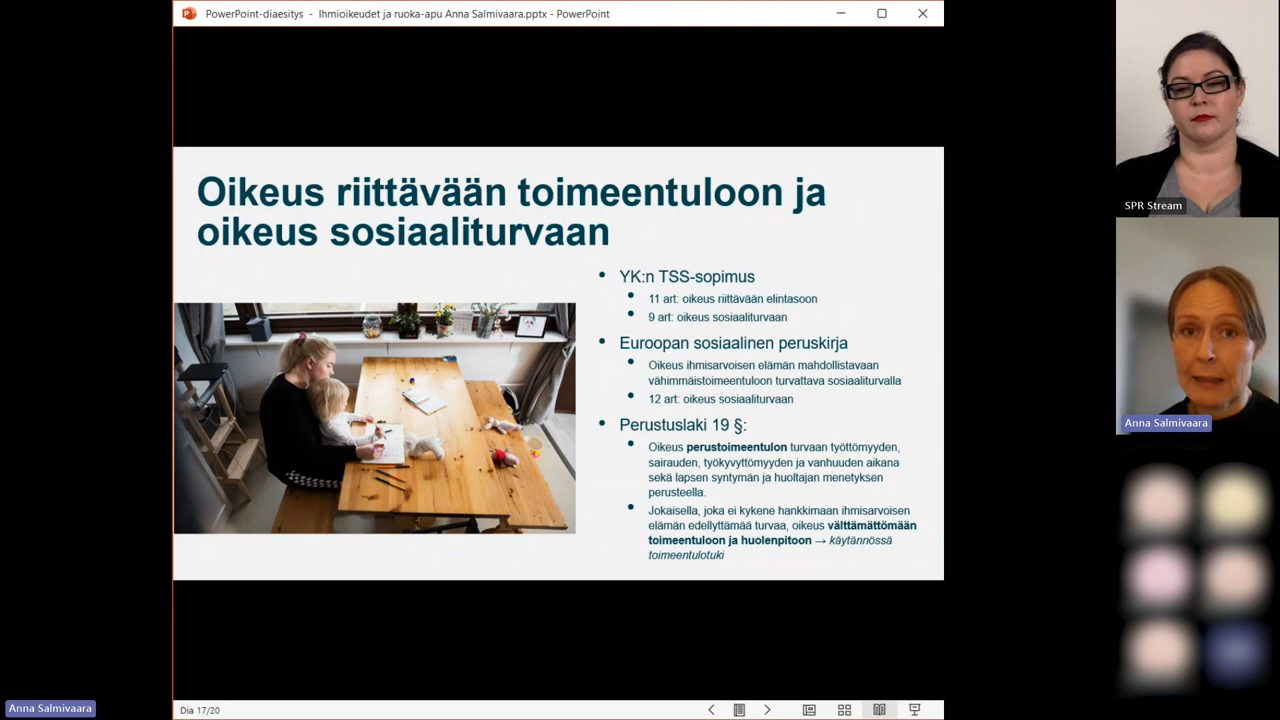 PowerPoint-diaesitys - Ihmioikeudet ja ruoka-apu Anna Salmivaara.pptx - PowerPoint
Oikeus riittävään toimeentuloon ja
oikeus sosiaaliturvaan
YK:n TSS-sopimus
11 art: oikeus riittävään elintasoon
9 art: oikeus sosiaaliturvaan
Euroopan sosiaalinen peruskirja
Oikeus ihmisarvoisen elämän mahdollistavaan
vähimmäistoimeentuloon turvattava sosiaaliturvalla
12 art: oikeus sosiaaliturvaan
Perustuslaki 19 §:
Oikeus perustoimeentulon turvaan työttömyyden,
sairauden, työkyvyttömyyden ja vanhuuden aikana
sekä lapsen syntymän ja huoltajan menetyksen
perusteella.
Jokaisella, joka ei kykene hankkimaan ihmisarvoisen
elämän edellyttämää turvaa, oikeus välttämättömään
toimeentuloon ja huolenpitoon → käytännössä
toimeentulotuki
Dia 17/20
SPR Stream
Anna Salmivaara
Anna Salmivaara